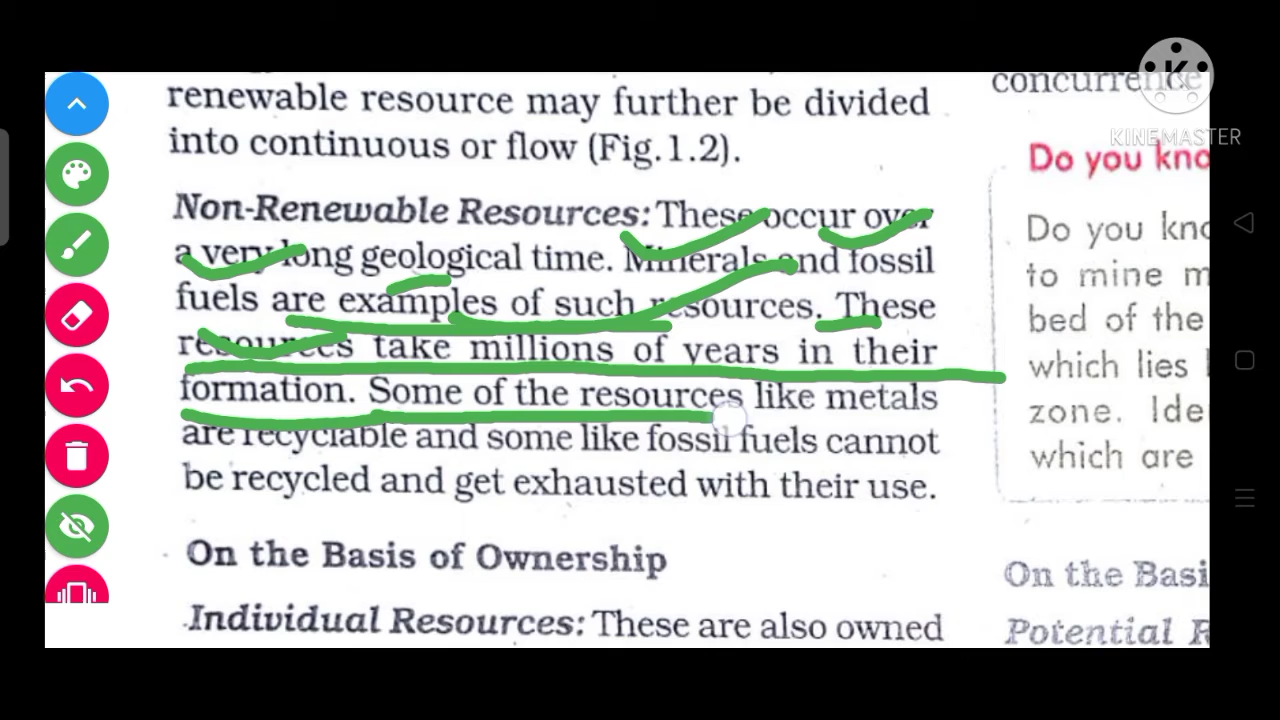 renewable resource may further be divided
into continuous or flow (Fig.1.2).
Non-Renewable Resources: These occur over
a very long geological time. Minerals and fossil
fuels are examples of such resources. These
resources take millions of years in their
formation. Some of the resources like metals
are recyclable and some like fossil fuels cannot
be recycled and get exhausted with their use.
On the Basis of Ownership
Individual Resources: These are also owned
concurrence
KINEMASTER
Do you kno
Do you kno
to mine m
bed of the
which lies
zone. Ide
which are
On the Basi
Potential R